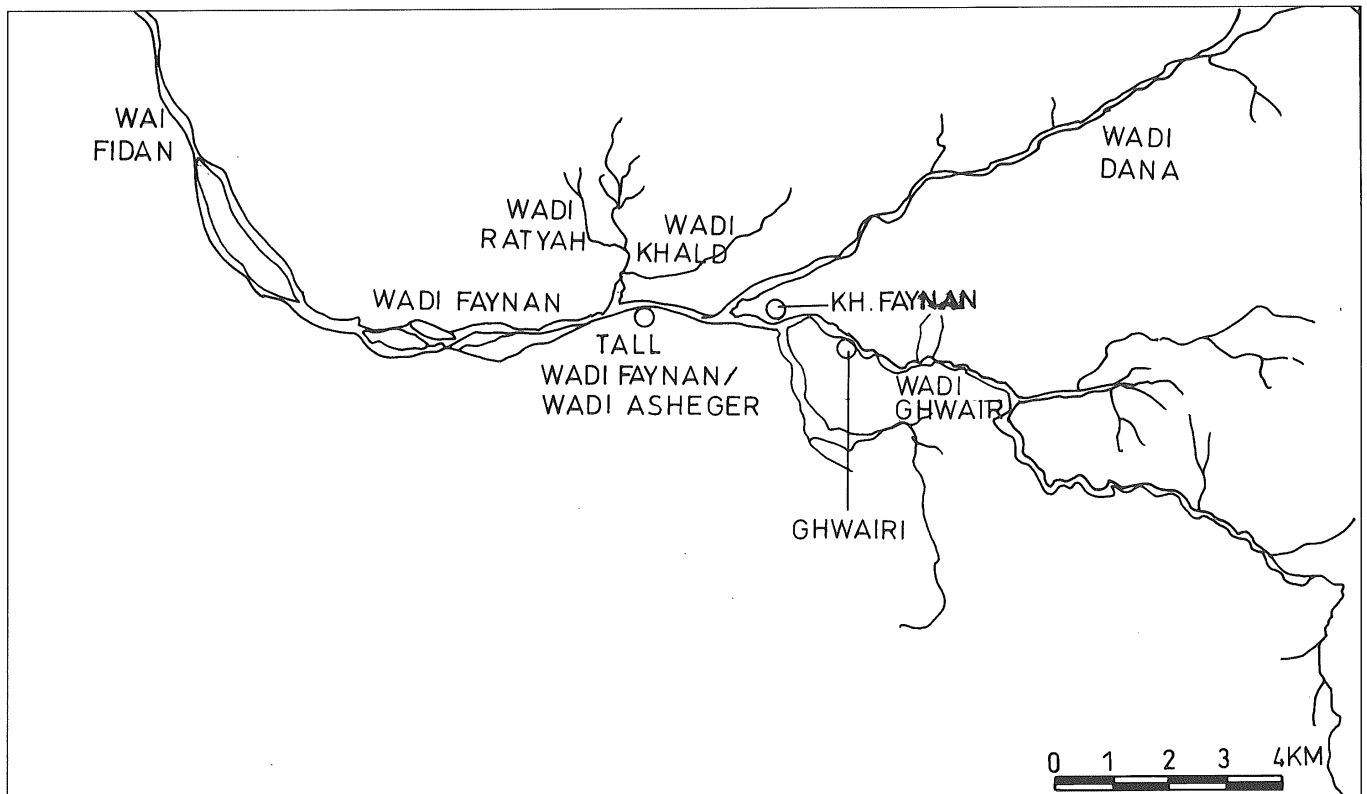 WAI
FIDAN
WADI
DANA
WADI
RATYAH
WADI
KHALD
WADI FAYNAN
KH. FAYNAN
TALL
WADI FAYNAN/
WADI ASHEGER
WADI
GHWAIR
GHWAIRI
0 1 2 3 4KM